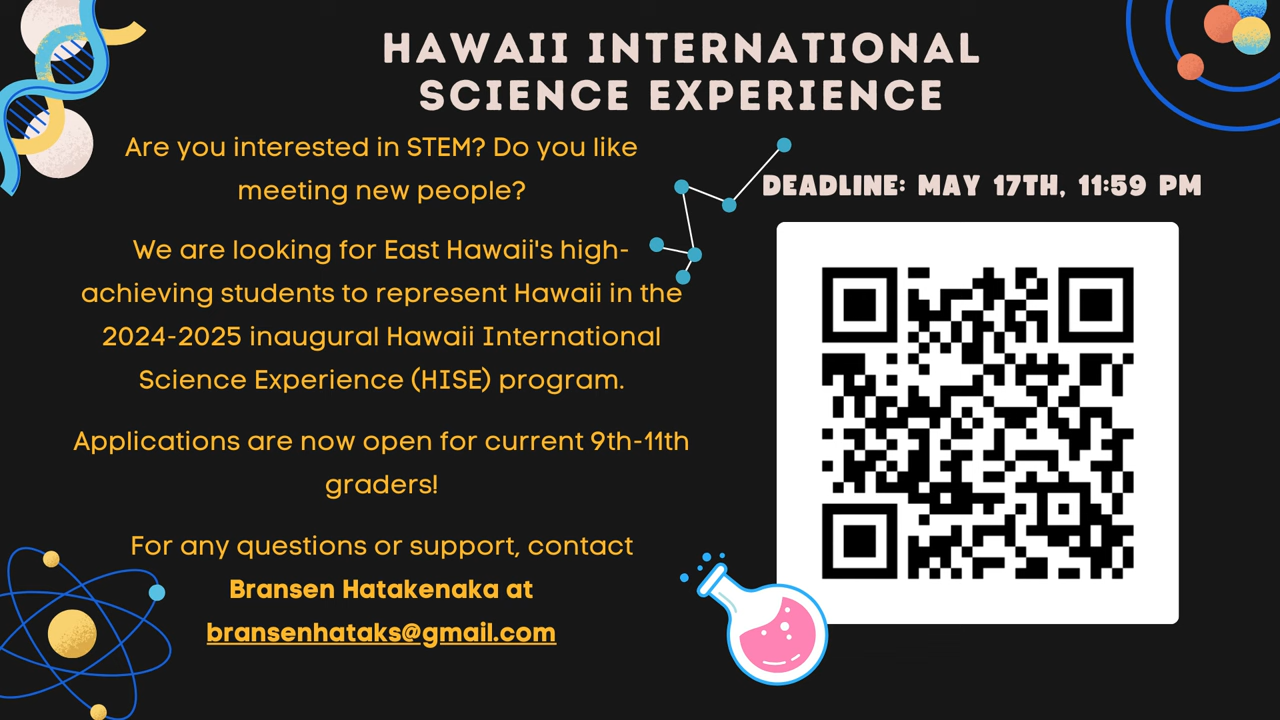 HAWAII INTERNATIONAL
SCIENCE EXPERIENCE
Are you interested in STEM? Do you like
meeting new people?
We are looking for East Hawaii's high-
achieving students to represent Hawaii in the
2024-2025 inaugural Hawaii International
Science Experience (HISE) program.
Applications are now open for current 9th-11th
graders!
For any questions or support, contact
Bransen Hatakenaka at
bransenhataks@gmail.com
DEADLINE: MAY 17TH, 11:59 PM